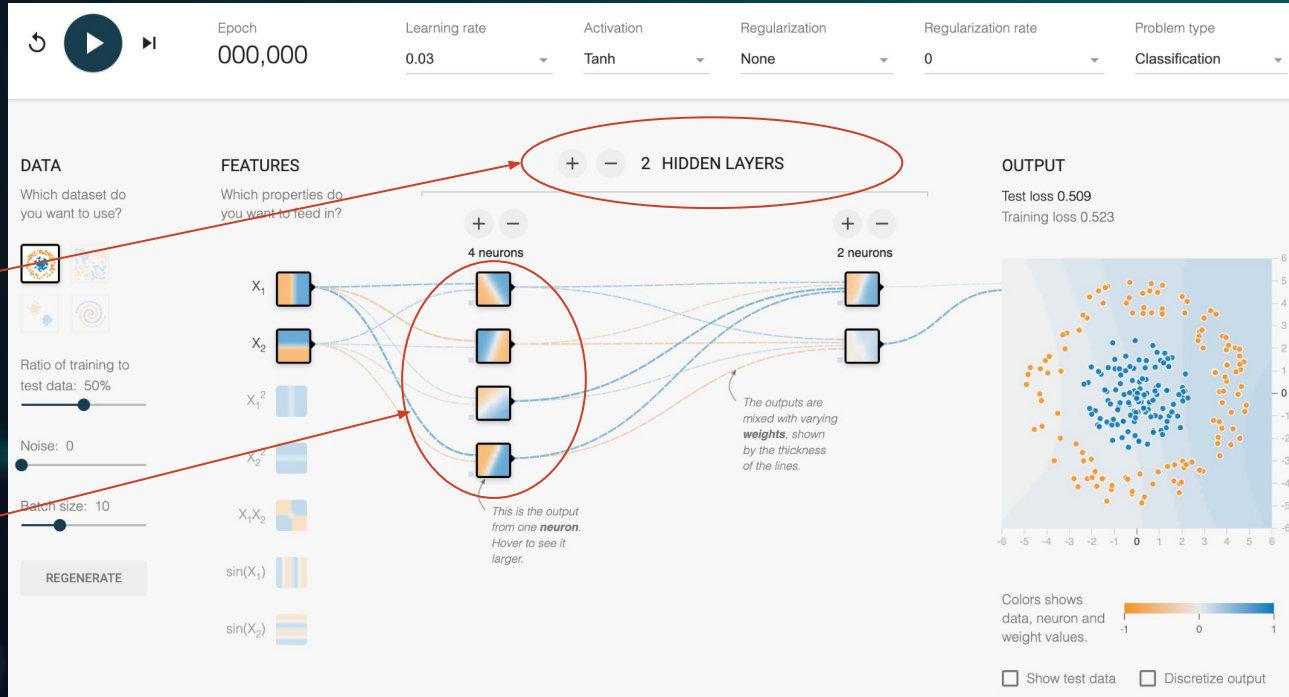 Epoch
000,000
Learning rate
0.03
Activation
Tanh
Regularization
None
Regularization rate
0
Problem type
Classification
DATA
Which dataset do
you want to use?
Ratio of training to
test data: 50%
Noise: 0
Batch size: 10
REGENERATE
FEATURES
Which properties do
you want to feed in?
X₁
X₂
X₁²
X₂²
X₁X₂
sin(X₁)
sin(X₂)
+ − 2 HIDDEN LAYERS
+ −
4 neurons
This is the output
from one neuron.
Hover to see it
larger.
+ −
2 neurons
The outputs are
mixed with varying
weights, shown
by the thickness
of the lines.
OUTPUT
Test loss 0.509
Training loss 0.523
6
5
4
3
2
1
0
-1
-2
-3
-4
-5
-6
-6 -5 -4 -3 -2 -1 0 1 2 3 4 5 6
Colors shows
data, neuron and
weight values.
-1 0 1
Show test data
Discretize output